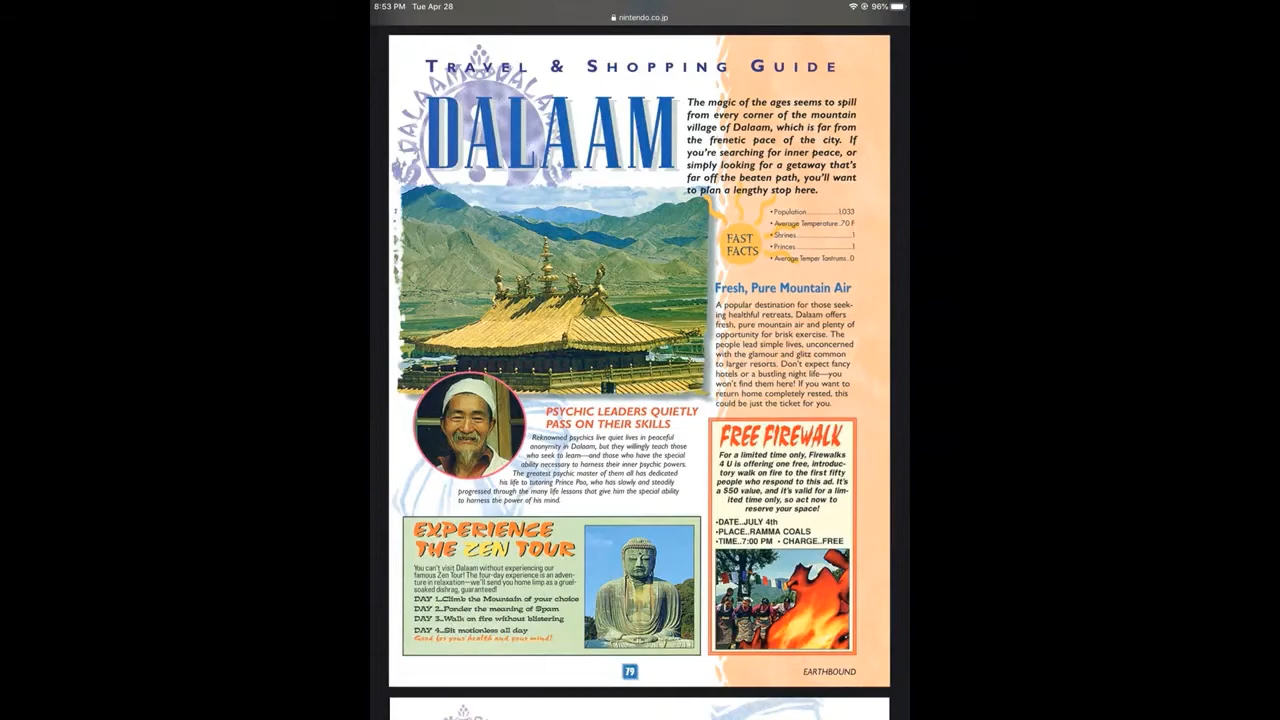 8:53 PM Tue Apr 28
96%
nintendo.co.jp
TRAVEL & SHOPPING GUIDE
DALAAM
The magic of the ages seems to spill
from every corner of the mountain
village of Dalaam, which is far from
the frenetic pace of the city. If
you're searching for inner peace, or
simply looking for a getaway that's
far off the beaten path, you'll want
to plan a lengthy stop here.
FAST
FACTS
•Population...............1,033
•Average Temperature..70 F
•Shrines.............................1
•Princes.............................1
•Average Temper Tantrums..0
Fresh, Pure Mountain Air
A popular destination for those seek-
ing healthful retreats, Dalaam offers
fresh, pure mountain air and plenty of
opportunity for brisk exercise. The
people lead simple lives, unconcerned
with the glamour and glitz common
to larger resorts. Don't expect fancy
hotels or a bustling night life—you
won't find them here! If you want to
return home completely rested, this
could be just the ticket for you.
PSYCHIC LEADERS QUIETLY
PASS ON THEIR SKILLS
Reknowned psychics live quiet lives in peaceful
anonymity in Dalaam, but they willingly teach those
who seek to learn—and those who have the special
ability necessary to harness their inner psychic powers.
The greatest psychic master of them all has dedicated
his life to tutoring Prince Poo, who has slowly and steadily
progressed through the many life lessons that give him the special ability
to harness the power of his mind.
FREE FIREWALK
For a limited time only, Firewalks
4 U is offering one free, introduc-
tory walk on fire to the first fifty
people who respond to this ad. It's
a $50 value, and it's valid for a lim-
ited time only, so act now to
reserve your space!
•DATE..JULY 4th
•PLACE..RAMMA COALS
•TIME..7:00 PM • CHARGE..FREE
EXPERIENCE
THE ZEN TOUR
You can't visit Dalaam without experiencing our
famous Zen Tour! The four-day experience is an adven-
ture in relaxation—we'll send you home limp as a gruel-
soaked dishrag, guaranteed!
DAY 1...Climb the Mountain of your choice
DAY 2...Ponder the meaning of Spam
DAY 3...Walk on fire without blistering
DAY 4...Sit motionless all day
Good for your health and your mind!
79
EARTHBOUND